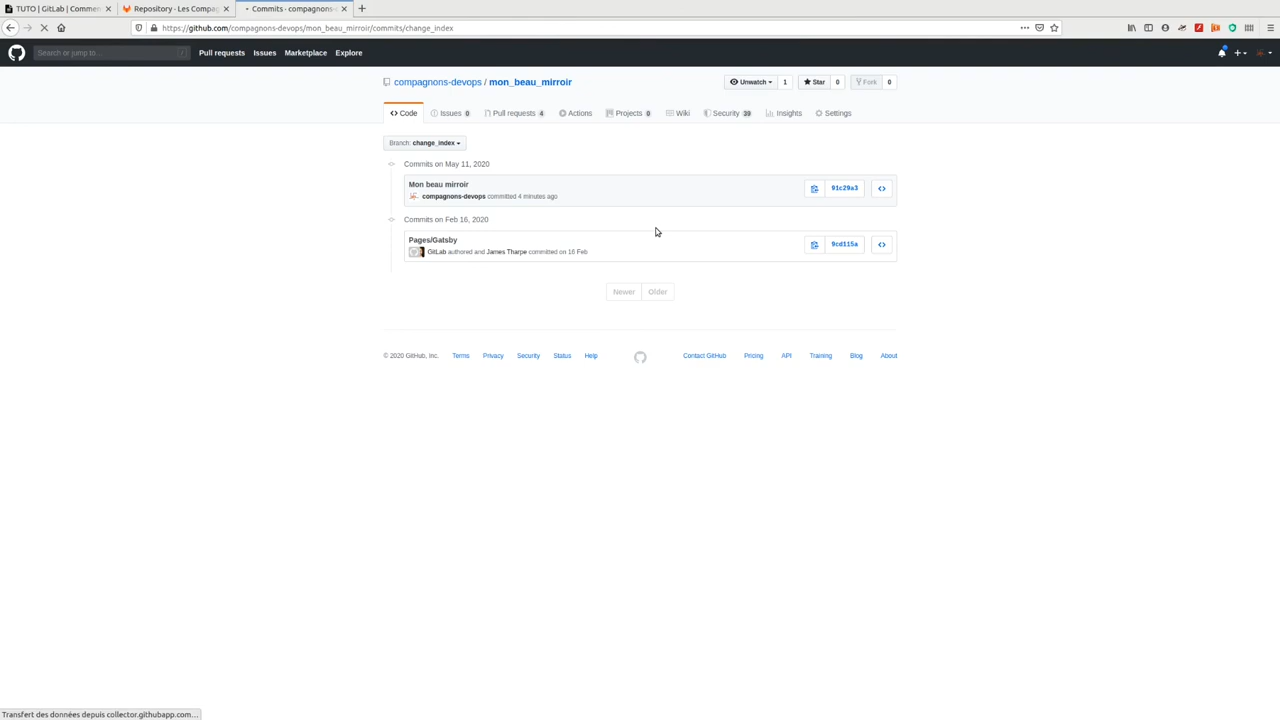 TUTO | GitLab | Commen
Repository · Les Compag
Commits · compagnons-
https://github.com/compagnons-devops/mon_beau_mirroir/commits/change_index
Search or jump to...
/
Pull requests
Issues
Marketplace
Explore
compagnons-devops / mon_beau_mirroir
Unwatch 1
Star 0
Fork 0
Code
Issues 0
Pull requests 4
Actions
Projects 0
Wiki
Security 39
Insights
Settings
Branch: change_index
Commits on May 11, 2020
Mon beau mirroir
compagnons-devops committed 4 minutes ago
91c29a3
Commits on Feb 16, 2020
Pages/Gatsby
GitLab authored and James Tharpe committed on 16 Feb
9cd115a
Newer
Older
© 2020 GitHub, Inc.
Terms
Privacy
Security
Status
Help
Contact GitHub
Pricing
API
Training
Blog
About
Transfert des données depuis collector.githubapp.com…